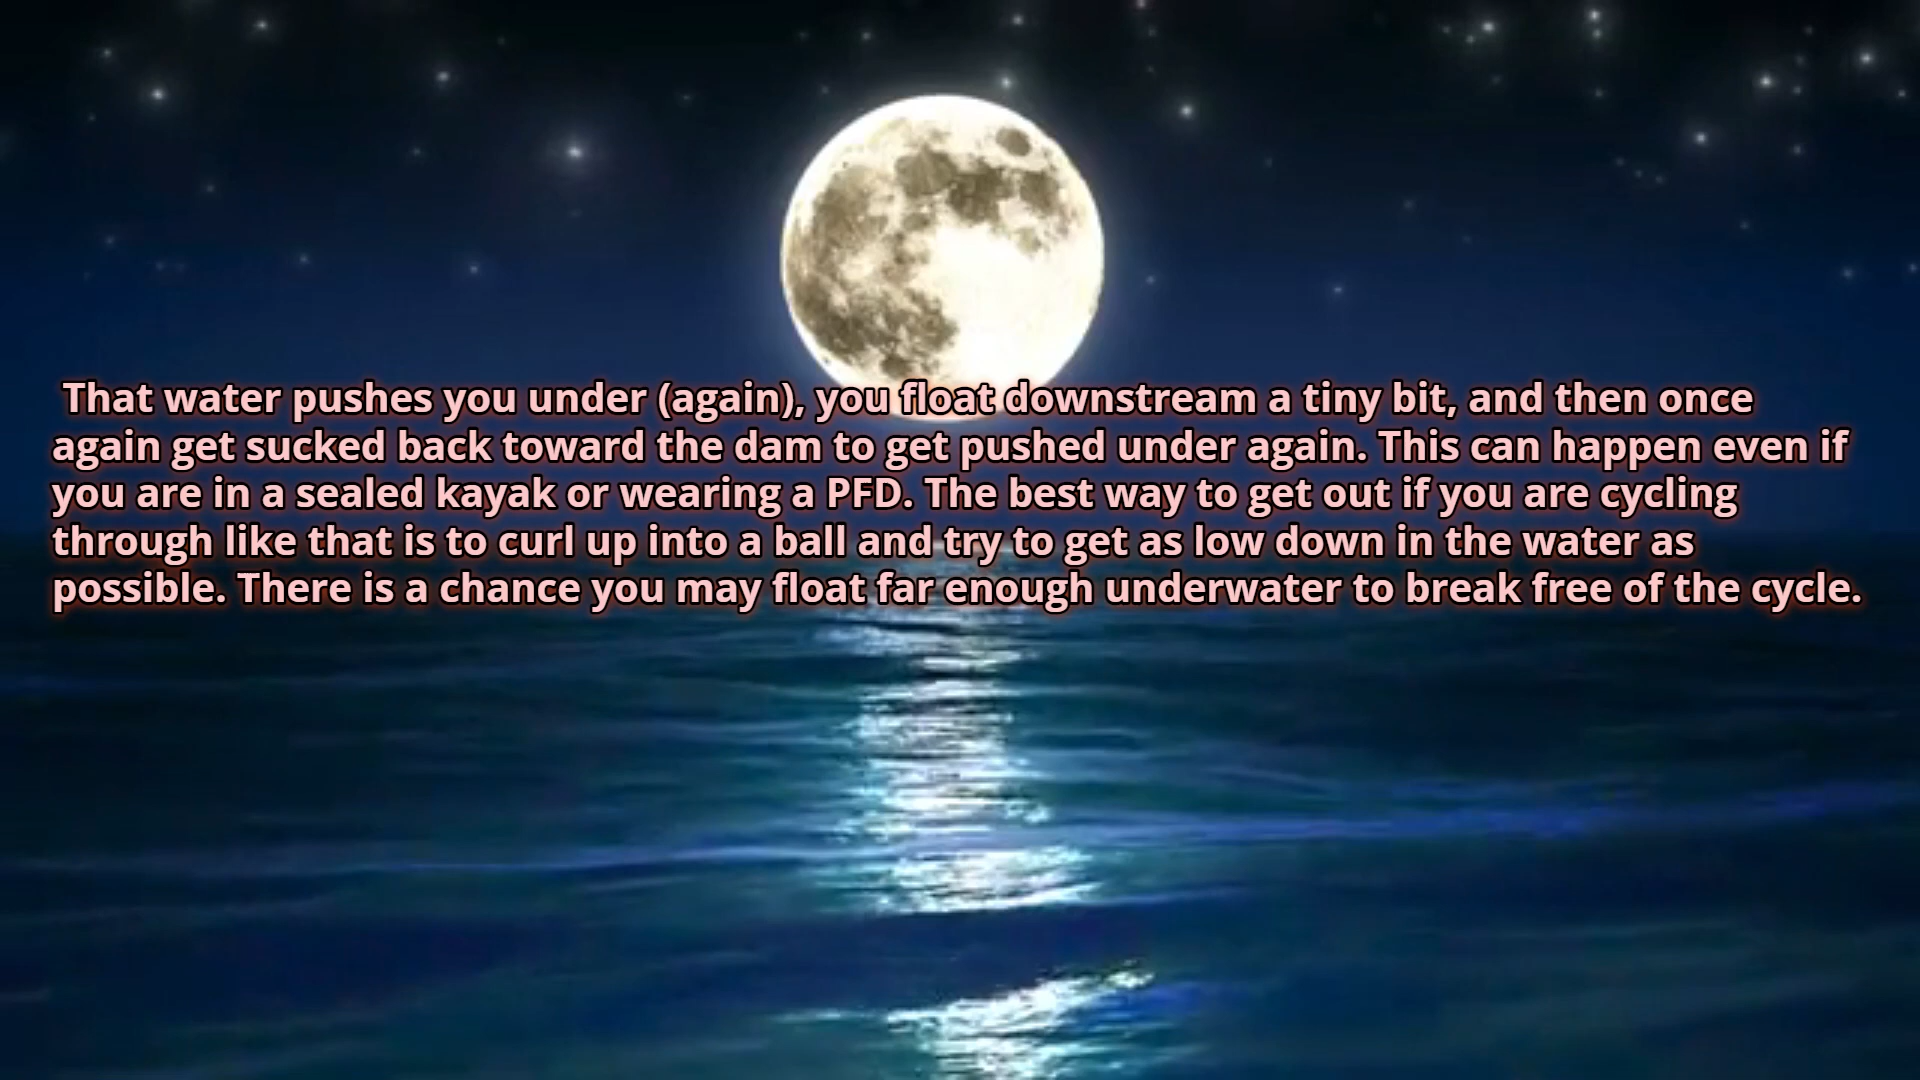 That water pushes you under (again), you float downstream a tiny bit, and then once
again get sucked back toward the dam to get pushed under again. This can happen even if
you are in a sealed kayak or wearing a PFD. The best way to get out if you are cycling
through like that is to curl up into a ball and try to get as low down in the water as
possible. There is a chance you may float far enough underwater to break free of the cycle.